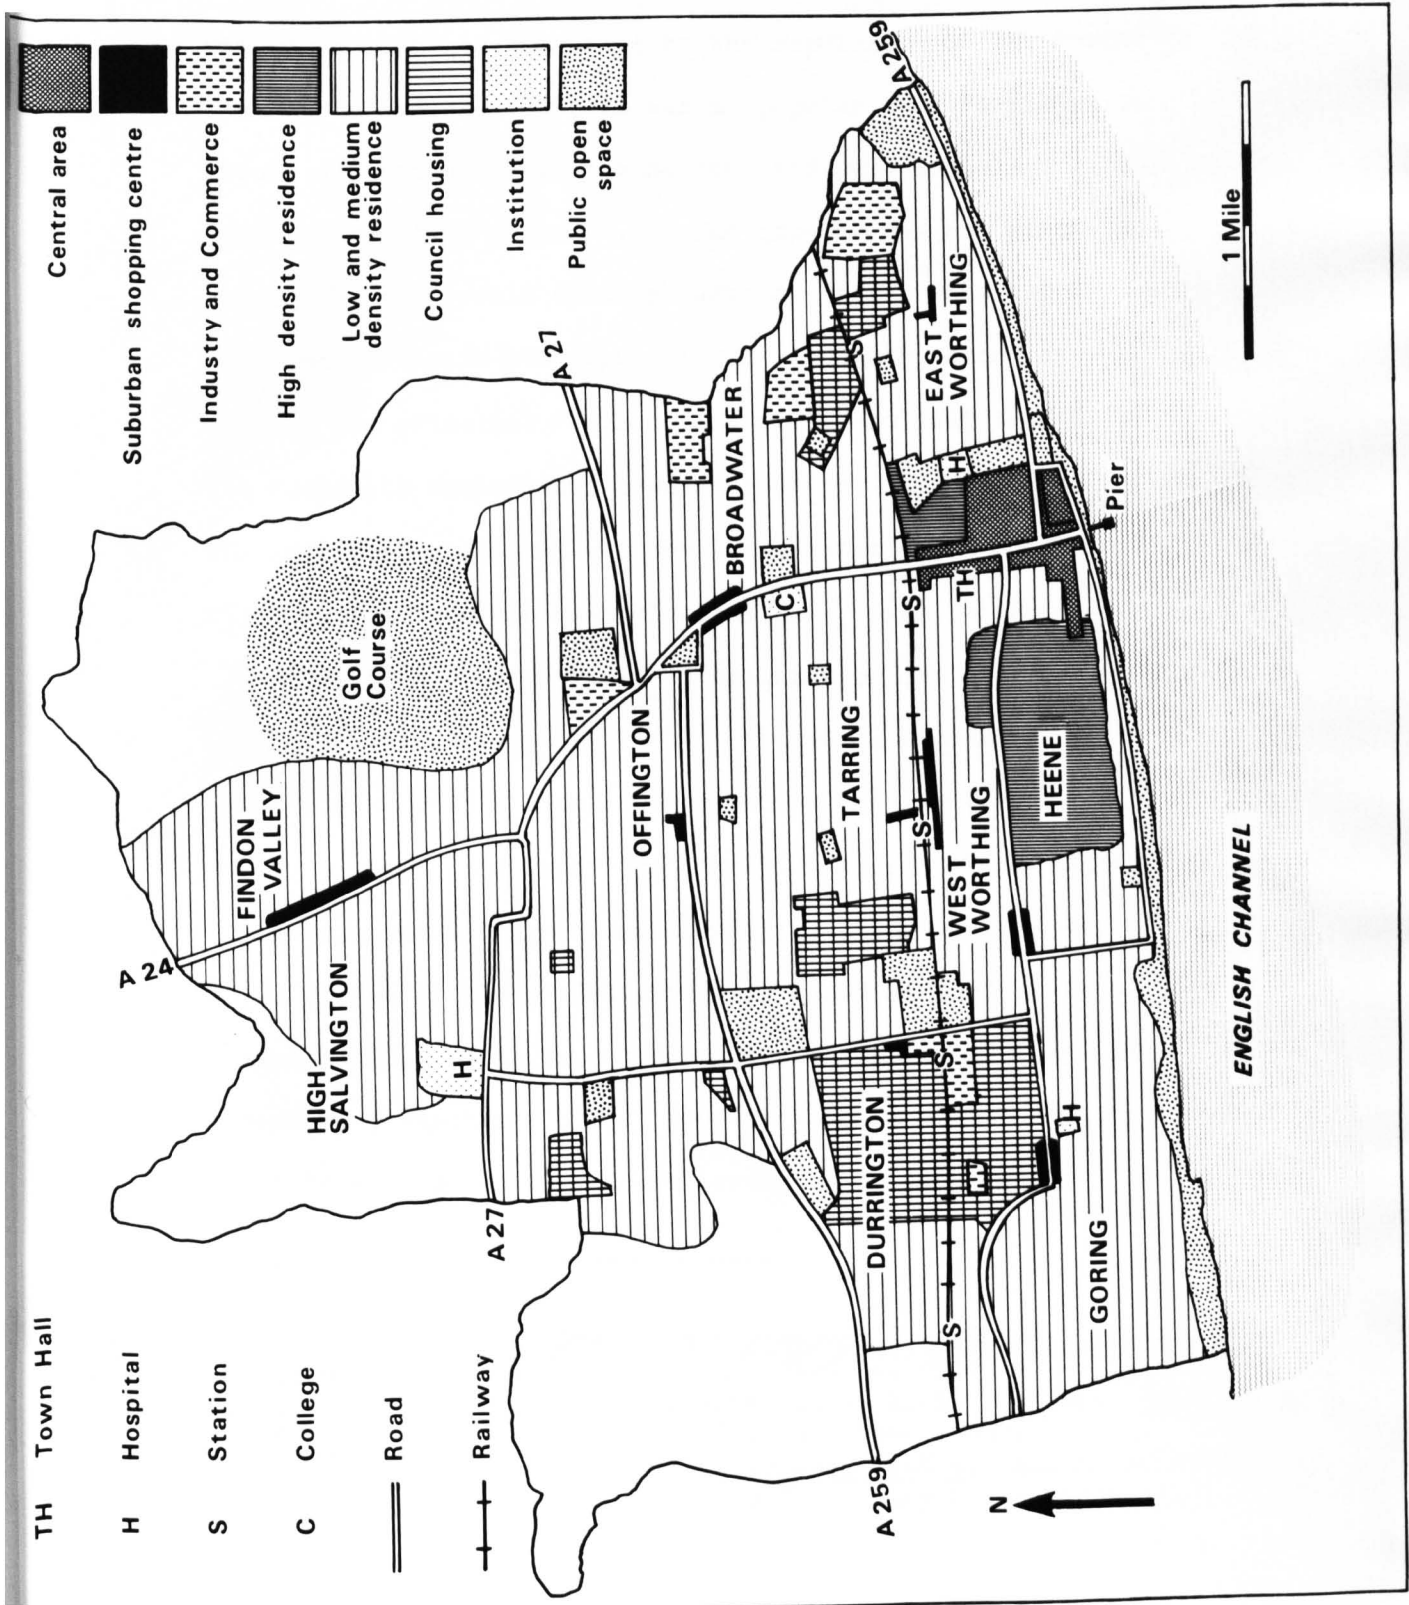 TH Town Hall
H Hospital
S Station
C College
Road
Railway
Central area
Suburban shopping centre
Industry and Commerce
High density residence
Low and medium
density residence
Council housing
Institution
Public open
space
A 24
FINDON
VALLEY
HIGH
SALVINGTON
Golf
Course
A 27
A 27
H
OFFINGTON
BROADWATER
C
TARRING
DURRINGTON
A 259
A 259
S
S
S
S
S
TH
H
EAST
WORTHING
WEST
WORTHING
HEENE
H
GORING
Pier
N
ENGLISH CHANNEL
1 Mile